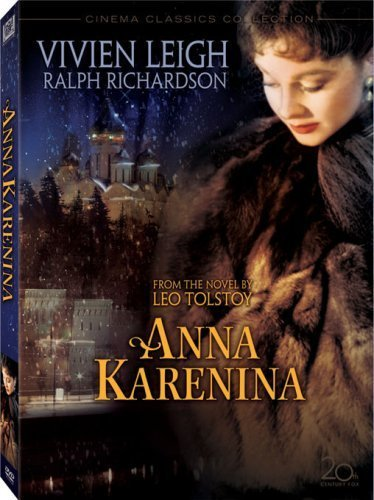 CINEMA CLASSICS COLLECTION
VIVIEN LEIGH
RALPH RICHARDSON
FROM THE NOVEL BY
LEO TOLSTOY
ANNA
KARENINA
20th
CENTURY FOX
ANNA KARENINA
DVD